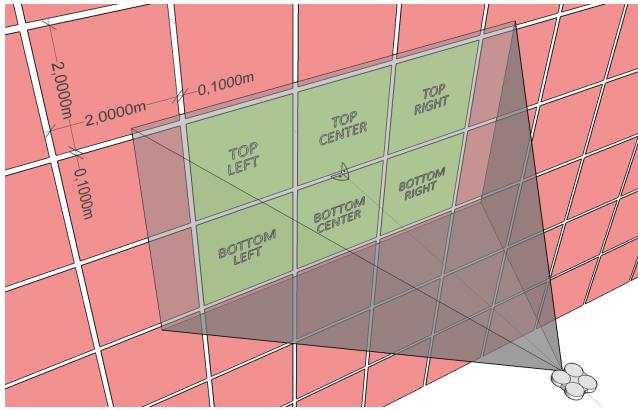 2,0000m
0,1000m
2,0000m
0,1000m
TOP
LEFT
TOP
CENTER
TOP
RIGHT
BOTTOM
LEFT
BOTTOM
CENTER
BOTTOM
RIGHT